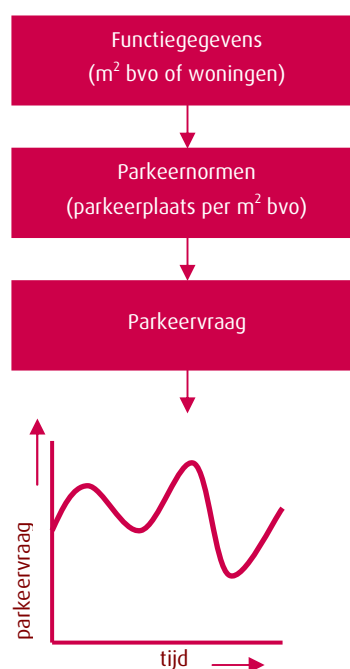 Functiegegevens
(m² bvo of woningen)
Parkeernormen
(parkeerplaats per m² bvo)
Parkeervraag
parkeervraag
tijd